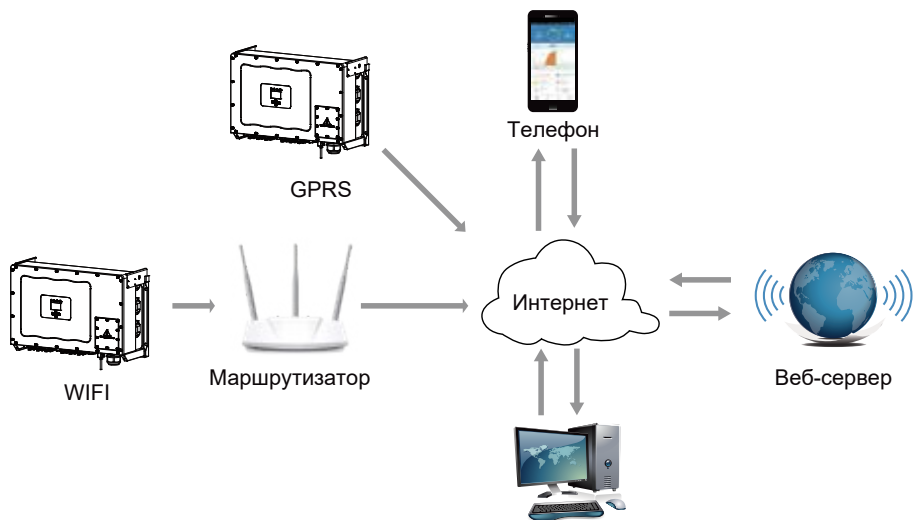 Телефон
GPRS
Интернет
WIFI
Маршрутизатор
Веб-сервер